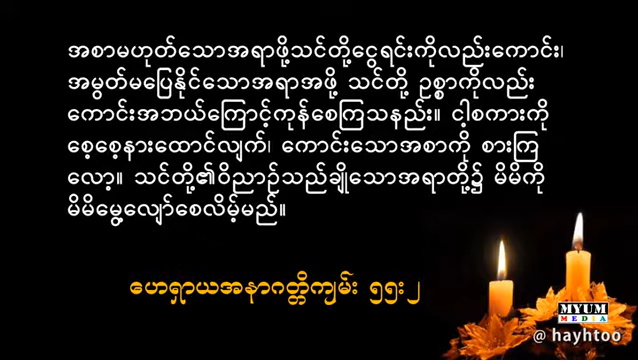 အစာမဟုတ်သောအရာဖို့သင်တို့ငွေရင်းကိုလည်းကောင်း၊
အမွတ်မပြေနိုင်သောအရာအဖို့ သင်တို့ ဥစ္စာကိုလည်း
ကောင်းအဘယ်ကြောင့်ကုန်စေကြသနည်း။ ငါ့စကားကို
စေ့စေ့နားထောင်လျက်၊ ကောင်းသောအစာကို စားကြ
လော့။ သင်တို့၏ဝိညာဉ်သည်ချိုသောအရာတို့၌ မိမိကို
မိမိမွေ့လျော်စေလိမ့်မည်။
ဟေရှာယအနာဂတ္တိကျမ်း ၅၅း၂
MYUM
MEDIA
@ hayhtoo